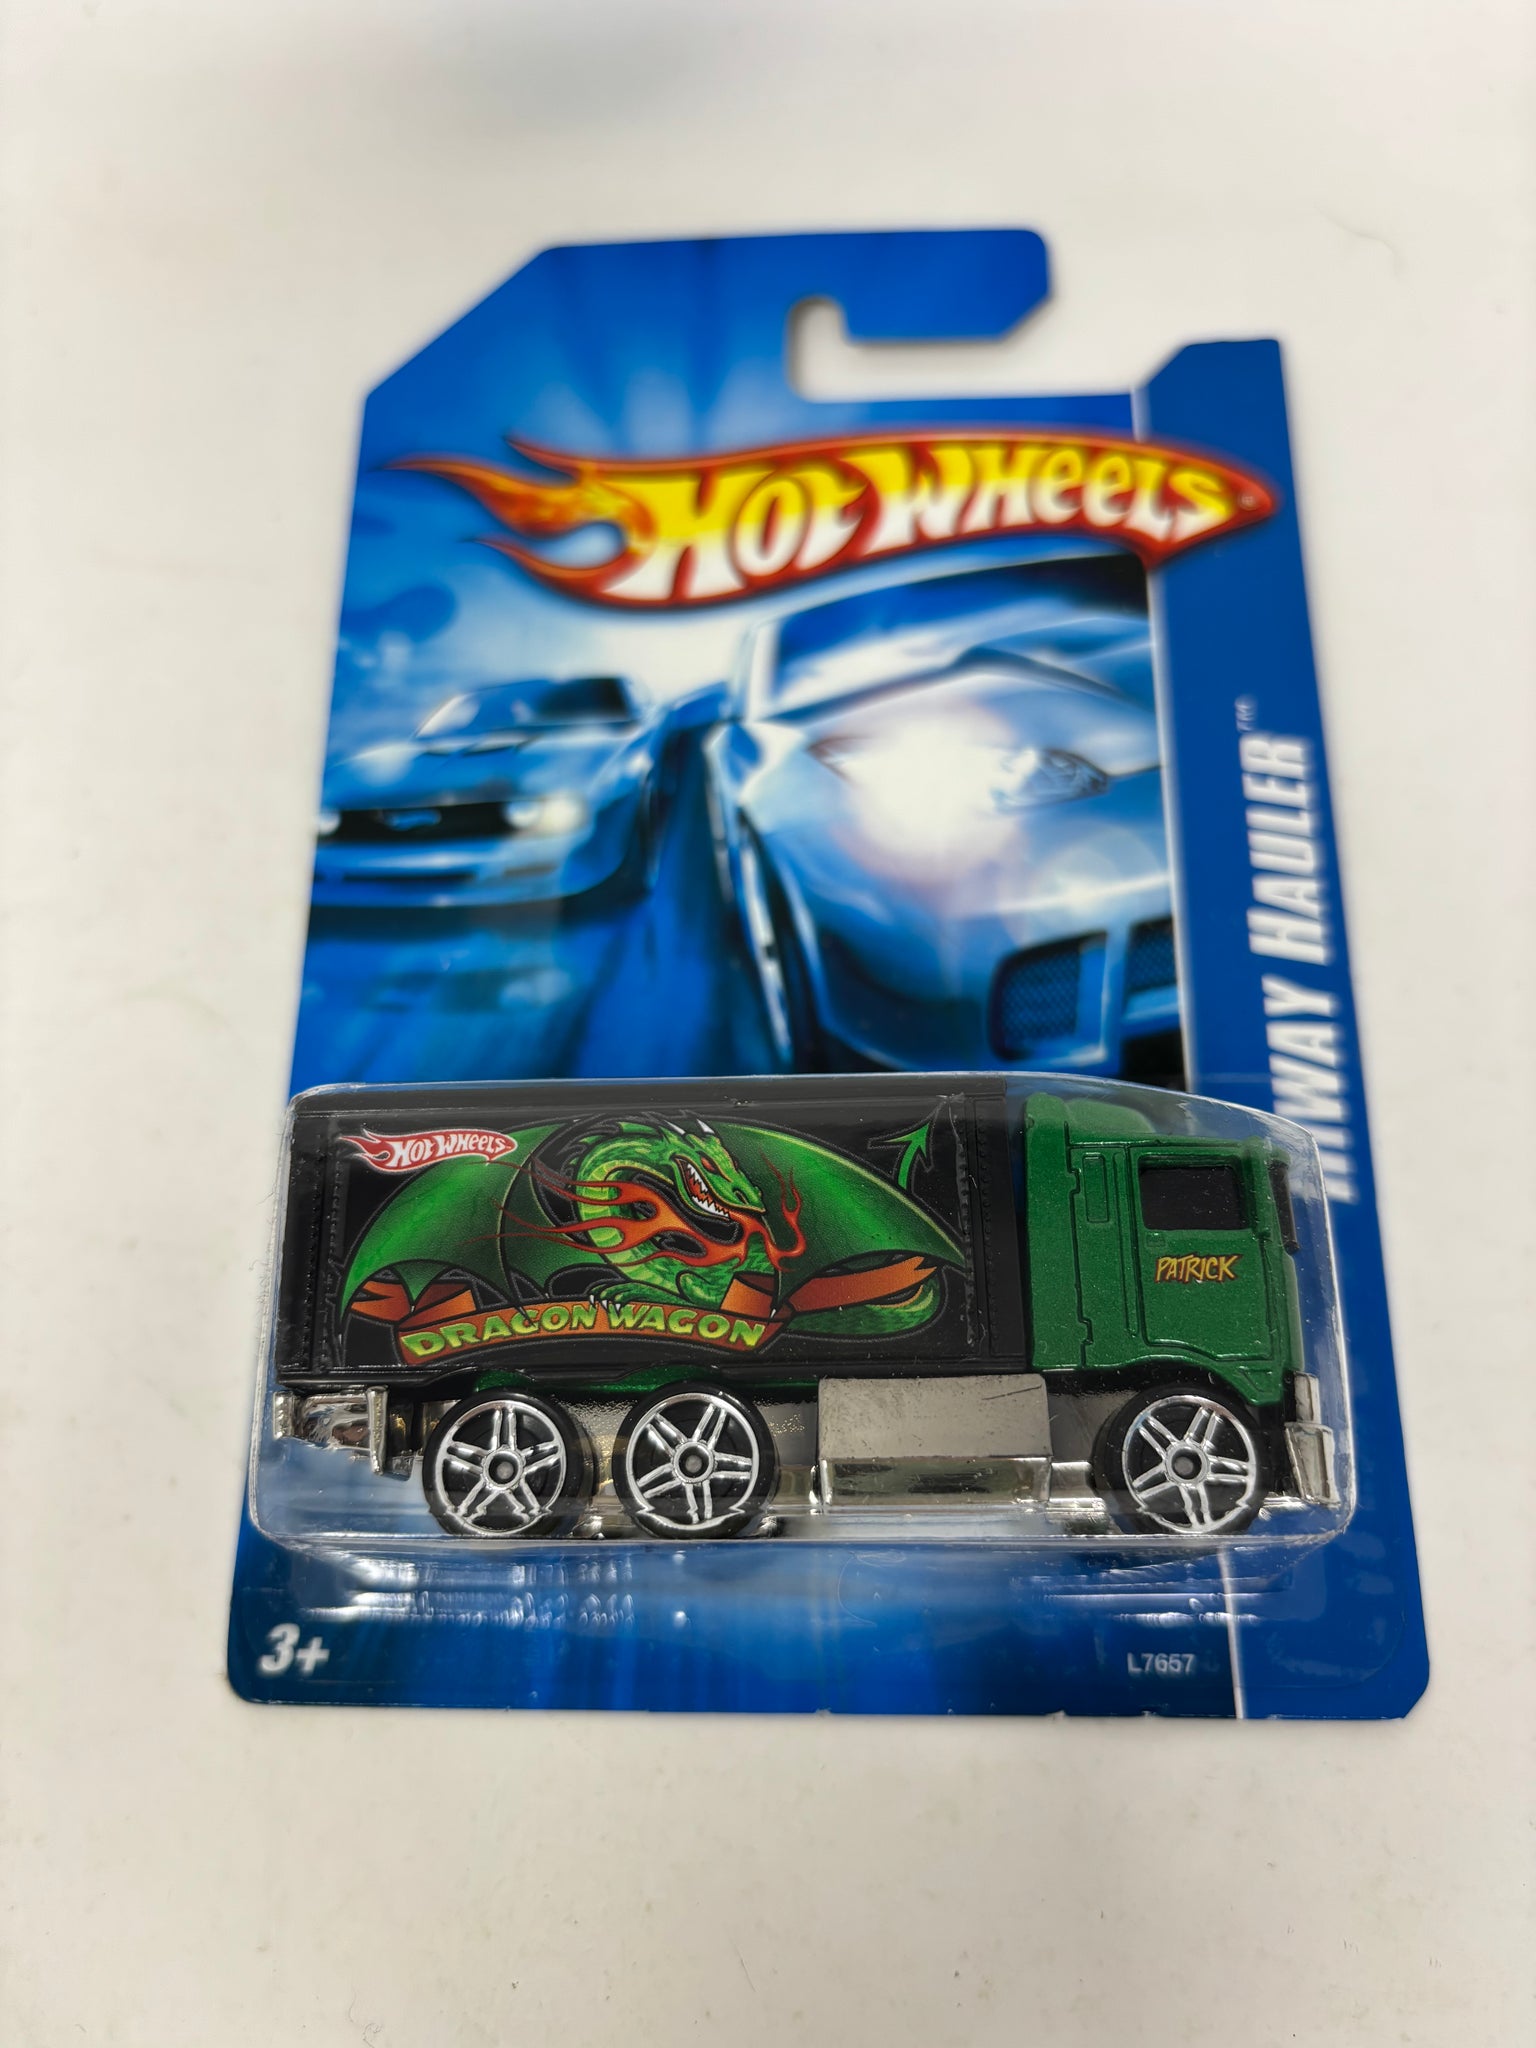 HOT WHEELS®
HIWAY HAULER™
HOT WHEELS
DRAGON WAGON
PATRICK
3+
L7657